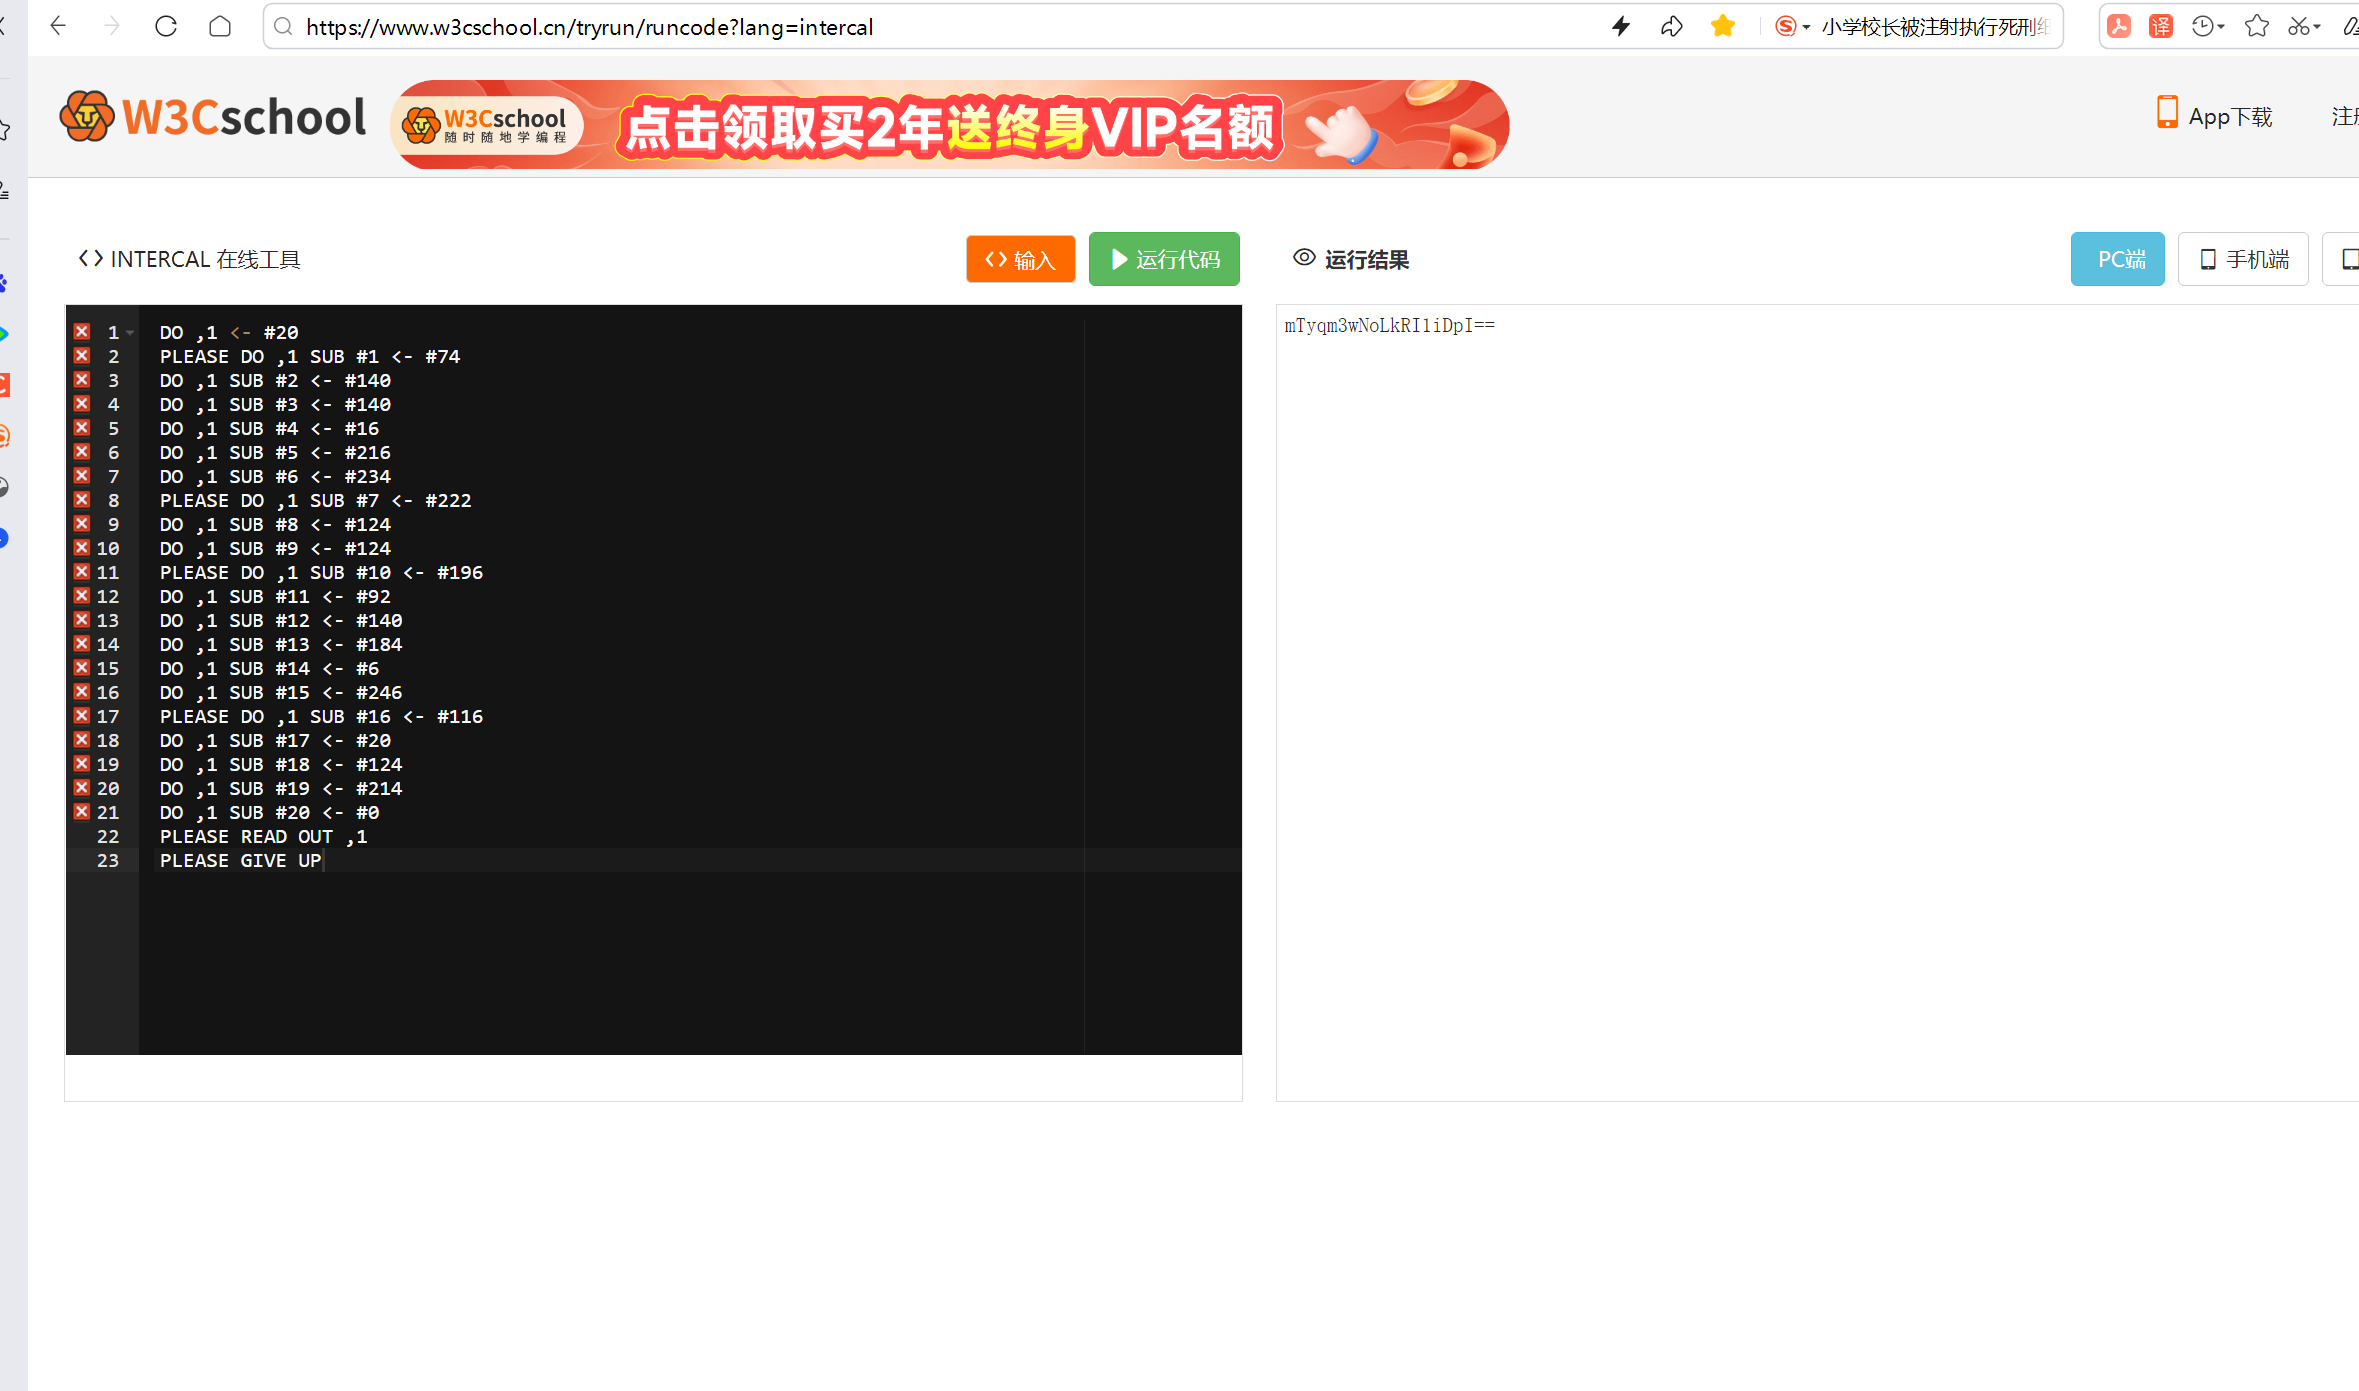 https://www.w3cschool.cn/tryrun/runcode?lang=intercal
小学校长被注射执行死刑
W3Cschool
W3Cschool
随时随地学编程
点击领取买2年送终身VIP名额
App下载
注
INTERCAL 在线工具
输入
运行代码
运行结果
PC端
手机端
1 DO ,1 <- #20
2 PLEASE DO ,1 SUB #1 <- #74
3 DO ,1 SUB #2 <- #140
4 DO ,1 SUB #3 <- #140
5 DO ,1 SUB #4 <- #16
6 DO ,1 SUB #5 <- #216
7 DO ,1 SUB #6 <- #234
8 PLEASE DO ,1 SUB #7 <- #222
9 DO ,1 SUB #8 <- #124
10 DO ,1 SUB #9 <- #124
11 PLEASE DO ,1 SUB #10 <- #196
12 DO ,1 SUB #11 <- #92
13 DO ,1 SUB #12 <- #140
14 DO ,1 SUB #13 <- #184
15 DO ,1 SUB #14 <- #6
16 DO ,1 SUB #15 <- #246
17 PLEASE DO ,1 SUB #16 <- #116
18 DO ,1 SUB #17 <- #20
19 DO ,1 SUB #18 <- #124
20 DO ,1 SUB #19 <- #214
21 DO ,1 SUB #20 <- #0
22 PLEASE READ OUT ,1
23 PLEASE GIVE UP
mTyqm3wNoLkRI1iDpI==